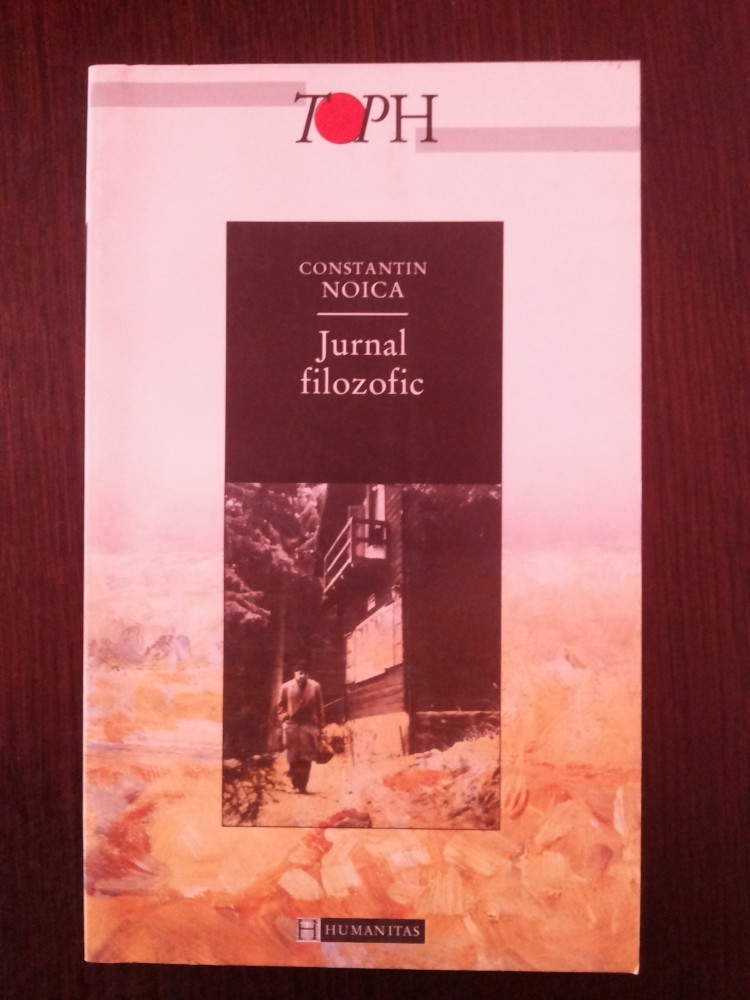 TOPH
CONSTANTIN
NOICA
Jurnal
filozofic
H HUMANITAS